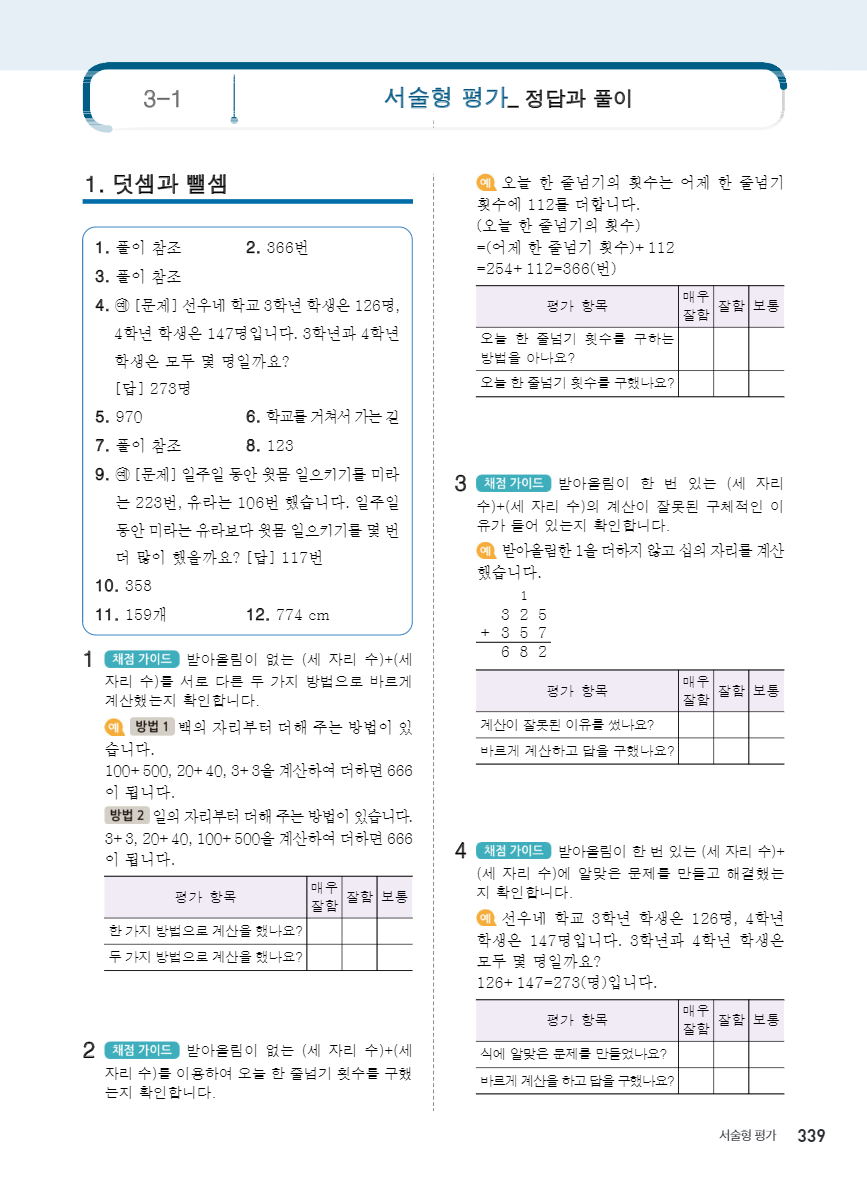 3-1
서술형 평가_ 정답과 풀이
1. 덧셈과 뺄셈
1. 풀이 참조 2. 366번
3. 풀이 참조
4. 예 [문제] 선우네 학교 3학년 학생은 126명,
4학년 학생은 147명입니다. 3학년과 4학년
학생은 모두 몇 명일까요?
[답] 273명
5. 970 6. 학교를 거쳐서 가는 길
7. 풀이 참조 8. 123
9. 예 [문제] 일주일 동안 윗몸 일으키기를 미라
는 223번, 유라는 106번 했습니다. 일주일
동안 미라는 유라보다 윗몸 일으키기를 몇 번
더 많이 했을까요? [답] 117번
10. 358
11. 159개 12. 774 cm
1 채점 가이드 받아올림이 없는 (세 자리 수)+(세
자리 수)를 서로 다른 두 가지 방법으로 바르게
계산했는지 확인합니다.
예 방법 1 백의 자리부터 더해 주는 방법이 있
습니다.
100+500, 20+40, 3+3을 계산하여 더하면 666
이 됩니다.
방법 2 일의 자리부터 더해 주는 방법이 있습니다.
3+3, 20+40, 100+500을 계산하여 더하면 666
이 됩니다.
평가 항목 매우 잘함 잘함 보통
한 가지 방법으로 계산을 했나요?
두 가지 방법으로 계산을 했나요?
2 채점 가이드 받아올림이 없는 (세 자리 수)+(세
자리 수)를 이용하여 오늘 한 줄넘기 횟수를 구했
는지 확인합니다.
예 오늘 한 줄넘기의 횟수는 어제 한 줄넘기
횟수에 112를 더합니다.
(오늘 한 줄넘기의 횟수)
=(어제 한 줄넘기 횟수)+112
=254+112=366(번)
평가 항목 매우 잘함 잘함 보통
오늘 한 줄넘기 횟수를 구하는
방법을 아나요?
오늘 한 줄넘기 횟수를 구했나요?
3 채점 가이드 받아올림이 한 번 있는 (세 자리
수)+(세 자리 수)의 계산이 잘못된 구체적인 이
유가 들어 있는지 확인합니다.
예 받아올림한 1을 더하지 않고 십의 자리를 계산
했습니다.
1
3 2 5
+ 3 5 7
6 8 2
평가 항목 매우 잘함 잘함 보통
계산이 잘못된 이유를 썼나요?
바르게 계산하고 답을 구했나요?
4 채점 가이드 받아올림이 한 번 있는 (세 자리 수)+
(세 자리 수)에 알맞은 문제를 만들고 해결했는
지 확인합니다.
예 선우네 학교 3학년 학생은 126명, 4학년
학생은 147명입니다. 3학년과 4학년 학생은
모두 몇 명일까요?
126+147=273(명)입니다.
평가 항목 매우 잘함 잘함 보통
식에 알맞은 문제를 만들었나요?
바르게 계산을 하고 답을 구했나요?
서술형 평가 339